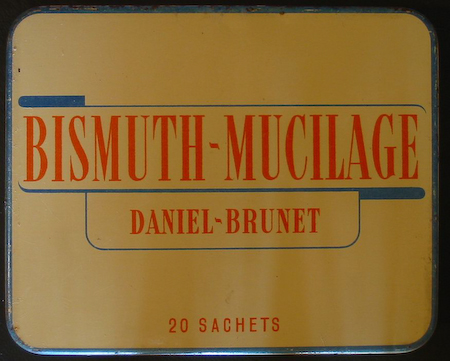 BISMUTH-MUCILAGE
DANIEL-BRUNET
20 SACHETS